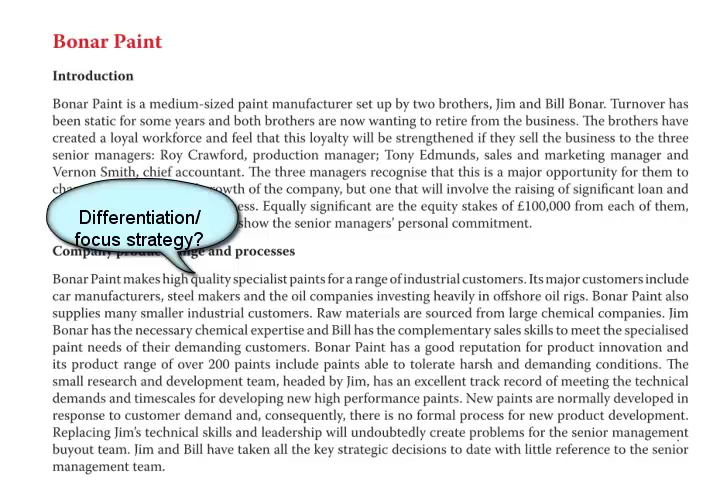 Bonar Paint
Introduction
Bonar Paint is a medium-sized paint manufacturer set up by two brothers, Jim and Bill Bonar. Turnover has
been static for some years and both brothers are now wanting to retire from the business. The brothers have
created a loyal workforce and feel that this loyalty will be strengthened if they sell the business to the three
senior managers: Roy Crawford, production manager; Tony Edmunds, sales and marketing manager and
Vernon Smith, chief accountant. The three managers recognise that this is a major opportunity for them to
growth of the company, but one that will involve the raising of significant loan and
Equally significant are the equity stakes of £100,000 from each of them,
show the senior managers' personal commitment.
Differentiation/
focus strategy?
Company product range and processes
Bonar Paint makes high quality specialist paints for a range of industrial customers. Its major customers include
car manufacturers, steel makers and the oil companies investing heavily in offshore oil rigs. Bonar Paint also
supplies many smaller industrial customers. Raw materials are sourced from large chemical companies. Jim
Bonar has the necessary chemical expertise and Bill has the complementary sales skills to meet the specialised
paint needs of their demanding customers. Bonar Paint has a good reputation for product innovation and
its product range of over 200 paints include paints able to tolerate harsh and demanding conditions. The
small research and development team, headed by Jim, has an excellent track record of meeting the technical
demands and timescales for developing new high performance paints. New paints are normally developed in
response to customer demand and, consequently, there is no formal process for new product development.
Replacing Jim's technical skills and leadership will undoubtedly create problems for the senior management
buyout team. Jim and Bill have taken all the key strategic decisions to date with little reference to the senior
management team.